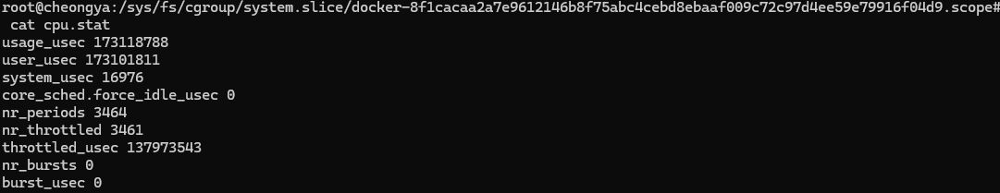 root@cheongya:/sys/fs/cgroup/system.slice/docker-8f1cacaa2a7e9612146b8f75abc4cebd8ebaaf009c72c97d4ee59e79916f04d9.scope#
cat cpu.stat
usage_usec 173118788
user_usec 173101811
system_usec 16976
core_sched.force_idle_usec 0
nr_periods 3464
nr_throttled 3461
throttled_usec 137973543
nr_bursts 0
burst_usec 0